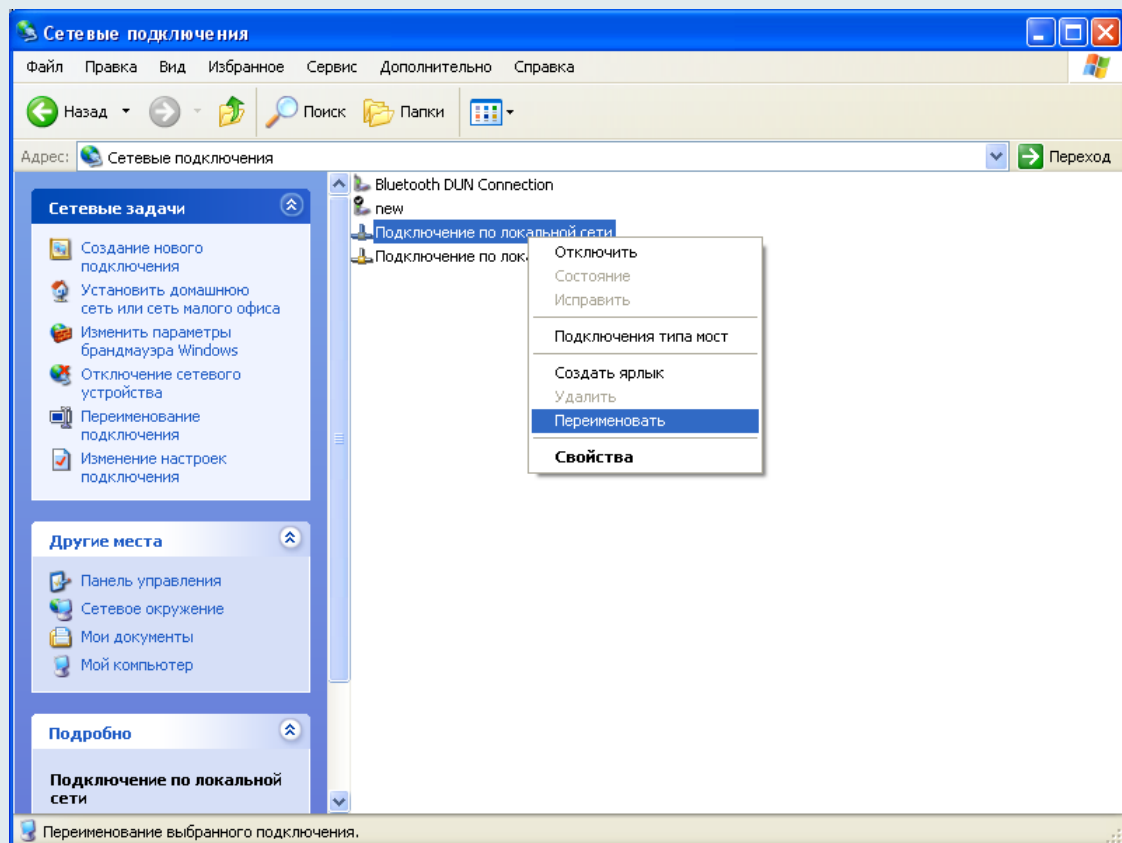 Сетевые подключения
Файл Правка Вид Избранное Сервис Дополнительно Справка
Назад Поиск Папки
Адрес: Сетевые подключения Переход
Сетевые задачи
Создание нового
подключения
Установить домашнюю
сеть или сеть малого офиса
Изменить параметры
брандмауэра Windows
Отключение сетевого
устройства
Переименование
подключения
Изменение настроек
подключения
Другие места
Панель управления
Сетевое окружение
Мои документы
Мой компьютер
Подробно
Подключение по локальной
сети
Bluetooth DUN Connection
new
Подключение по локальной сети
Подключение по лок
Отключить
Состояние
Исправить
Подключения типа мост
Создать ярлык
Удалить
Переименовать
Свойства
Переименование выбранного подключения.